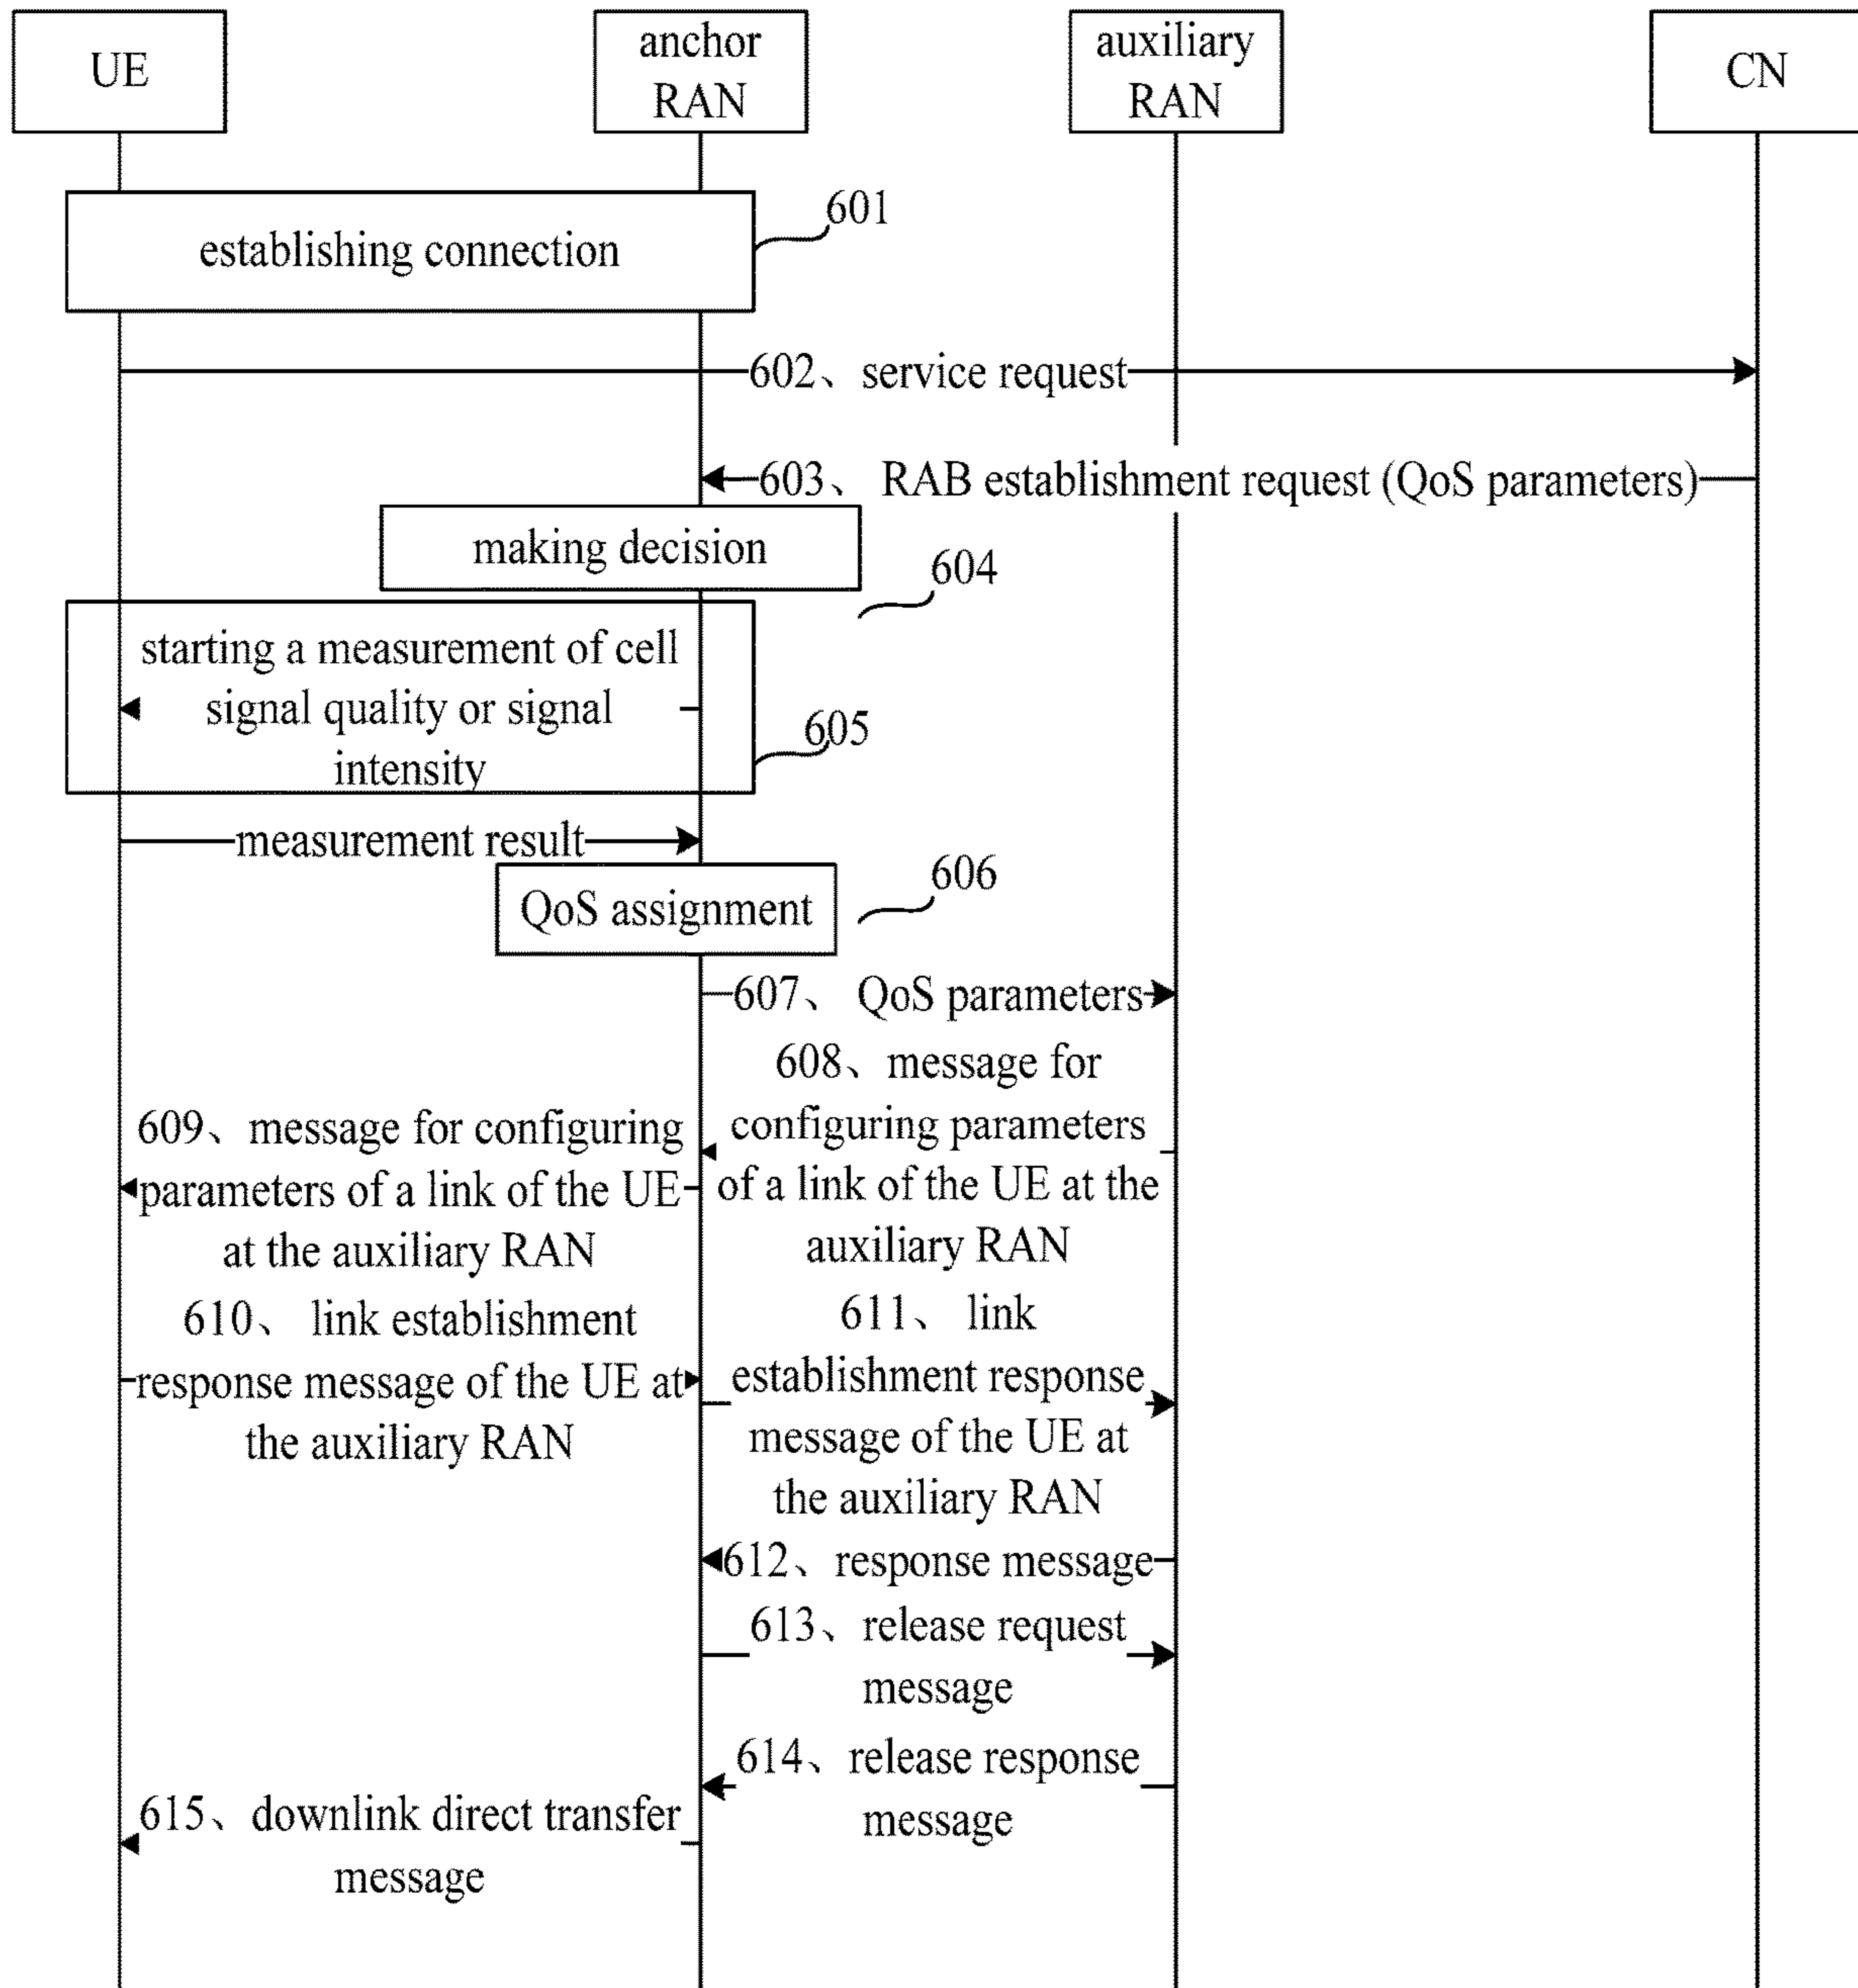 UE
anchor
RAN
auxiliary
RAN
CN
601
establishing connection
602、service request
603、 RAB establishment request (QoS parameters)
making decision
604
starting a measurement of cell
signal quality or signal
intensity
605
measurement result
606
QoS assignment
607、 QoS parameters
608、message for
configuring parameters
of a link of the UE at the
auxiliary RAN
609、message for configuring
parameters of a link of the UE
at the auxiliary RAN
610、 link establishment
response message of the UE at
the auxiliary RAN
611、 link
establishment response
message of the UE at
the auxiliary RAN
612、response message
613、release request
message
614、release response
message
615、downlink direct transfer
message